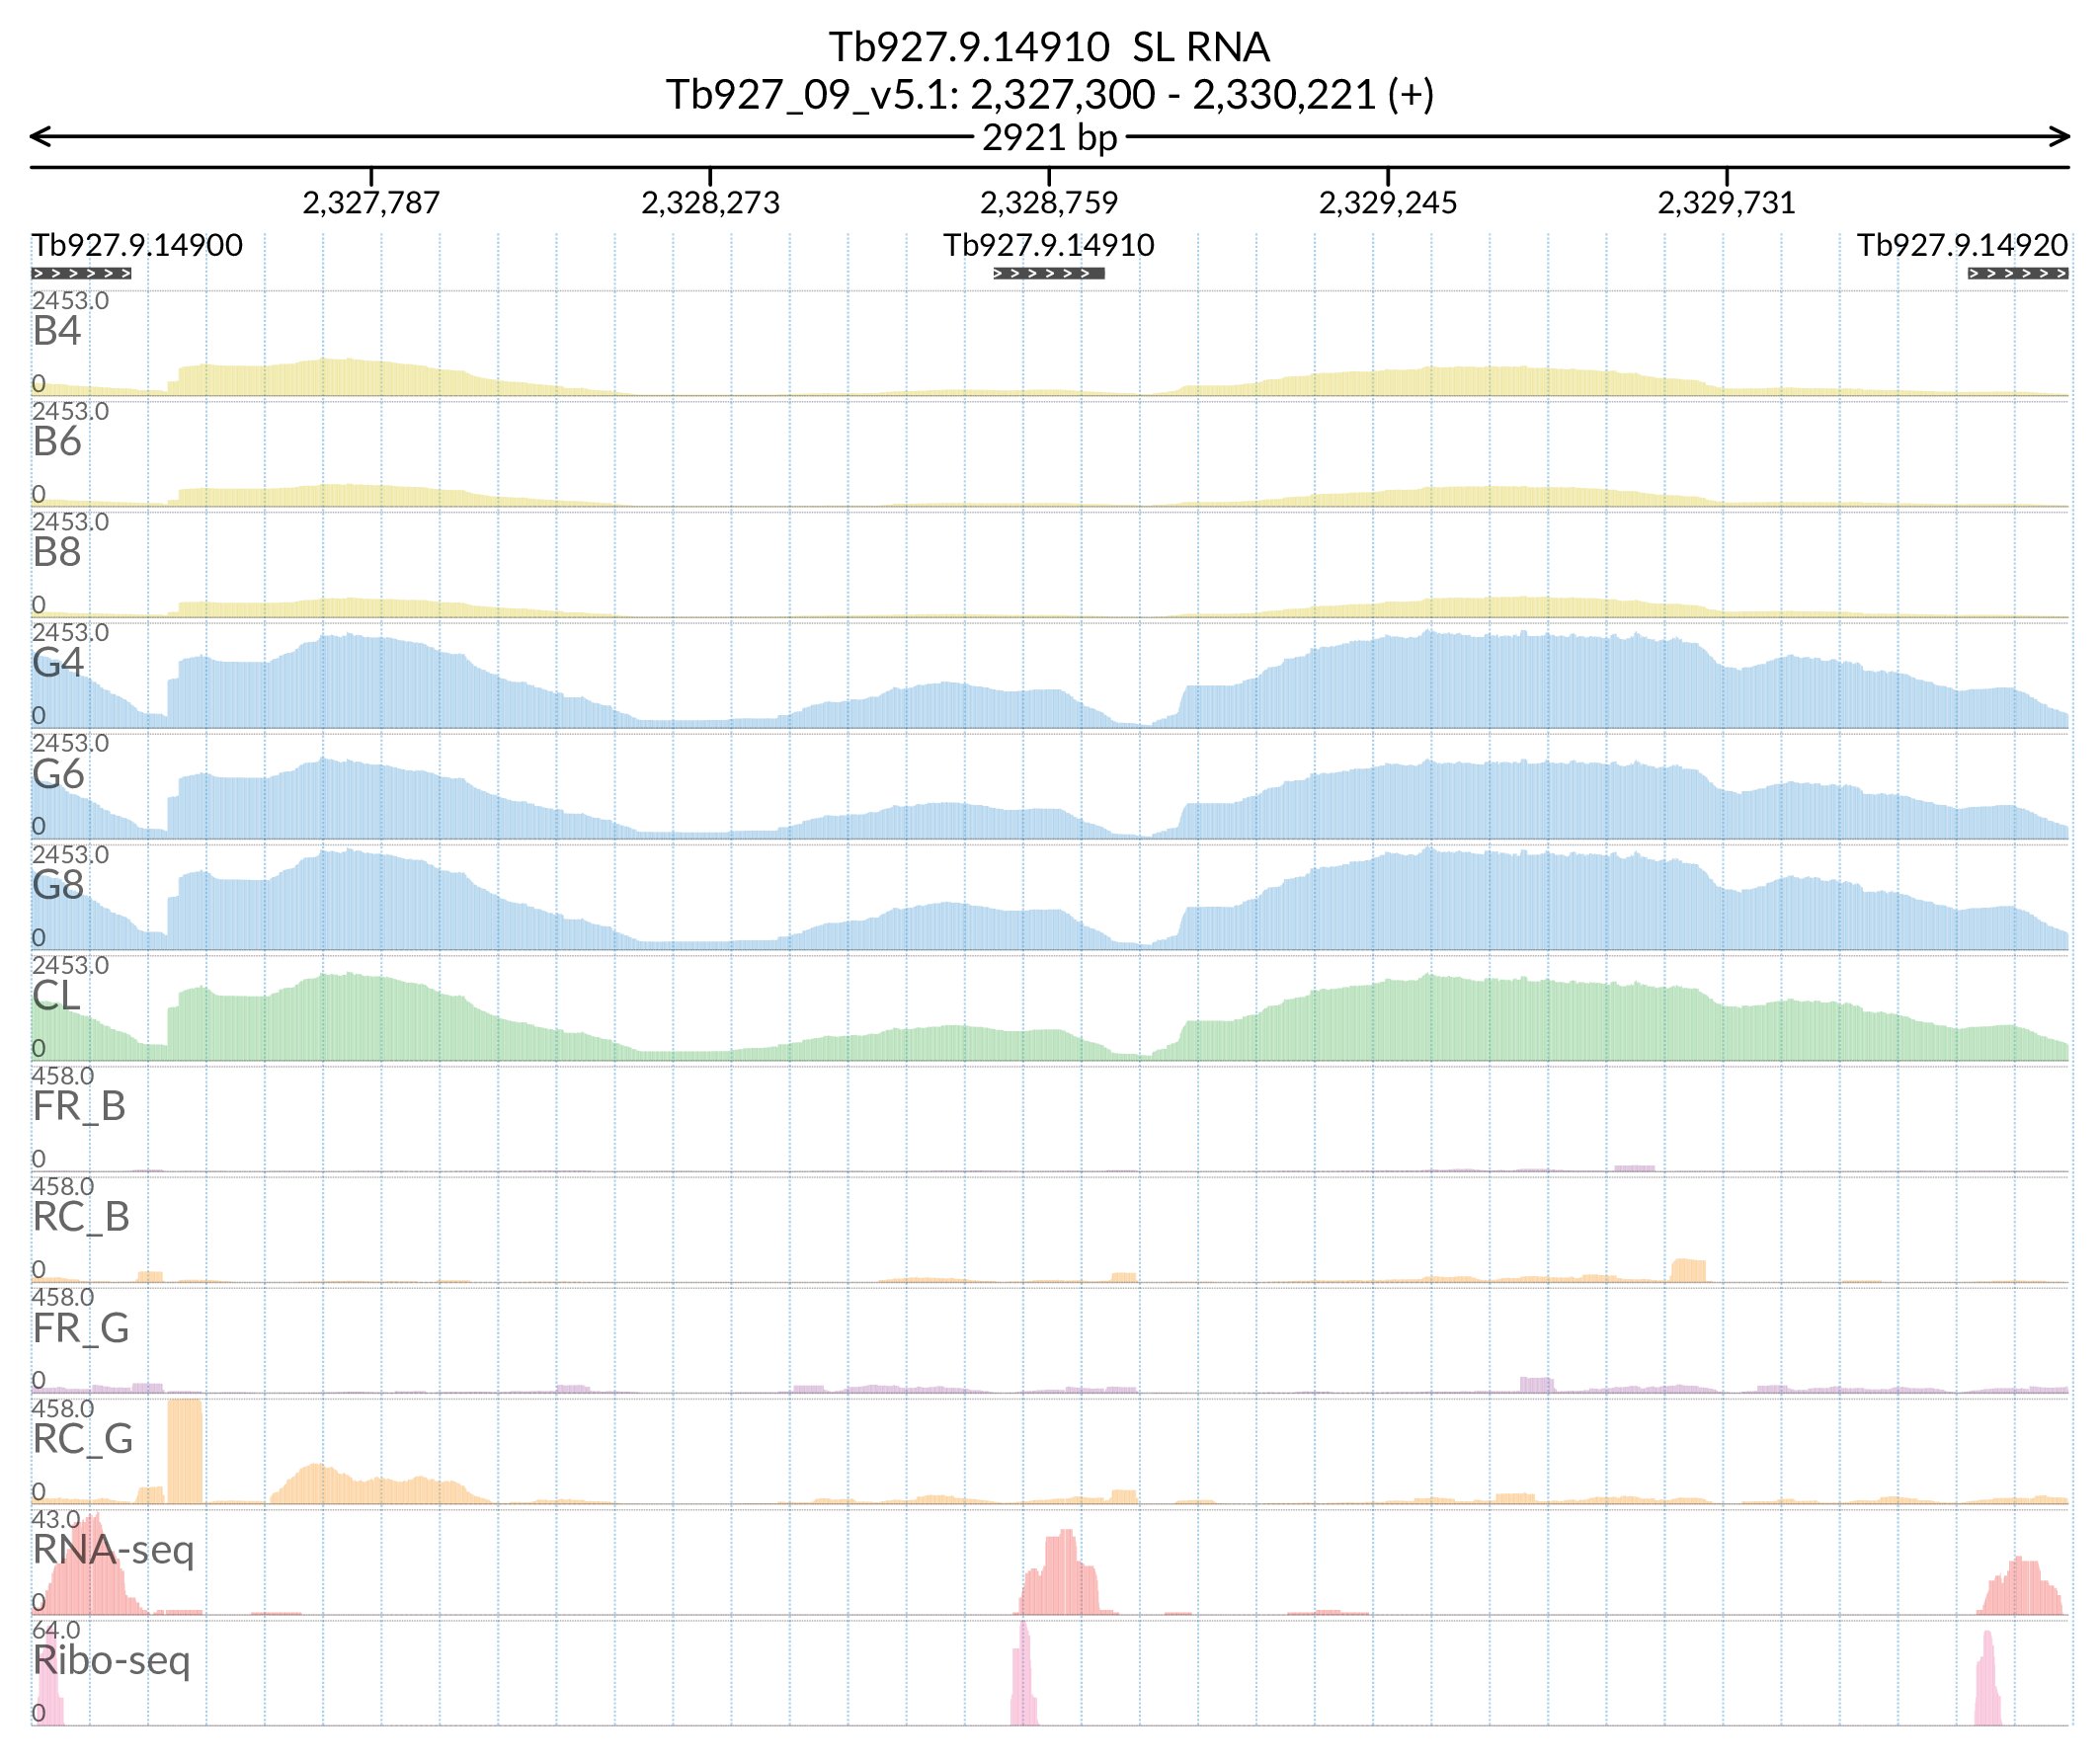 Tb927.9.14910 SL RNA
Tb927_09_v5.1: 2,327,300 - 2,330,221 (+)
2921 bp
2,327,787 2,328,273 2,328,759 2,329,245 2,329,731
Tb927.9.14900 Tb927.9.14910 Tb927.9.14920
2453.0
B4
0
2453.0
B6
0
2453.0
B8
0
2453.0
G4
0
2453.0
G6
0
2453.0
G8
0
2453.0
CL
0
458.0
FR_B
0
458.0
RC_B
0
458.0
FR_G
0
458.0
RC_G
0
43.0
RNA-seq
0
64.0
Ribo-seq
0